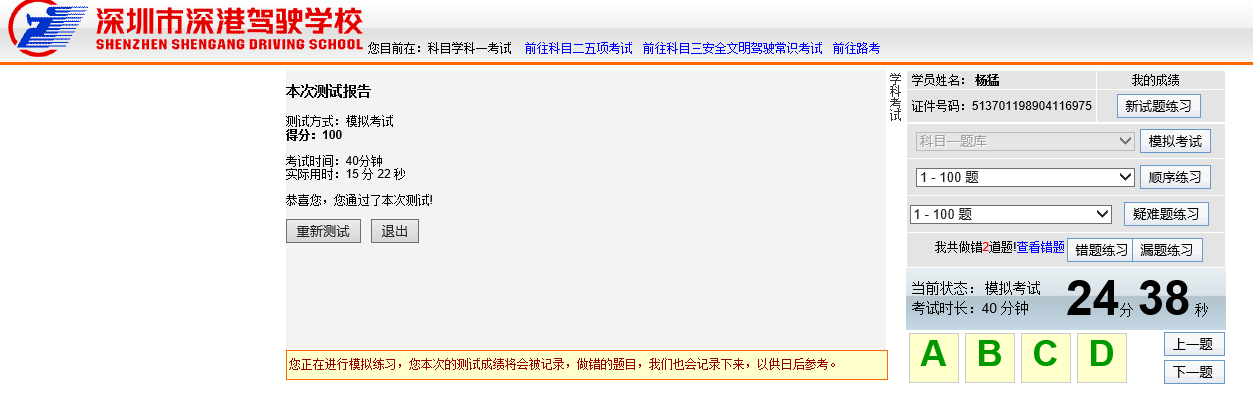 深圳市深港驾驶学校
SHENZHEN SHENGANG DRIVING SCHOOL
您目前在：科目学科一考试 前往科目二五项考试 前往科目三安全文明驾驶常识考试 前往路考
本次测试报告
测试方式：模拟考试
得分：100
考试时间：40分钟
实际用时：15 分 22 秒
恭喜您，您通过了本次测试!
重新测试 退出
您正在进行模拟练习，您本次的测试成绩将会被记录，做错的题目，我们也会记录下来，以供日后参考。
学科考试
学员姓名：杨猛 我的成绩
证件号码：513701198904116975 新试题练习
科目一题库 模拟考试
1 - 100 题 顺序练习
1 - 100 题 疑难题练习
我共做错2道题!查看错题 错题练习 漏题练习
当前状态：模拟考试
考试时长：40 分钟
24分 38 秒
A B C D
上一题
下一题